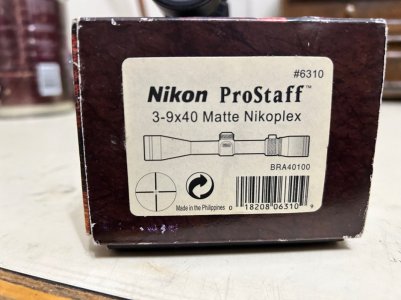 #6310
Nikon ProStaff™
3-9x40 Matte Nikoplex
BRA40100
Made in the Philippines
0 18208 06310 9